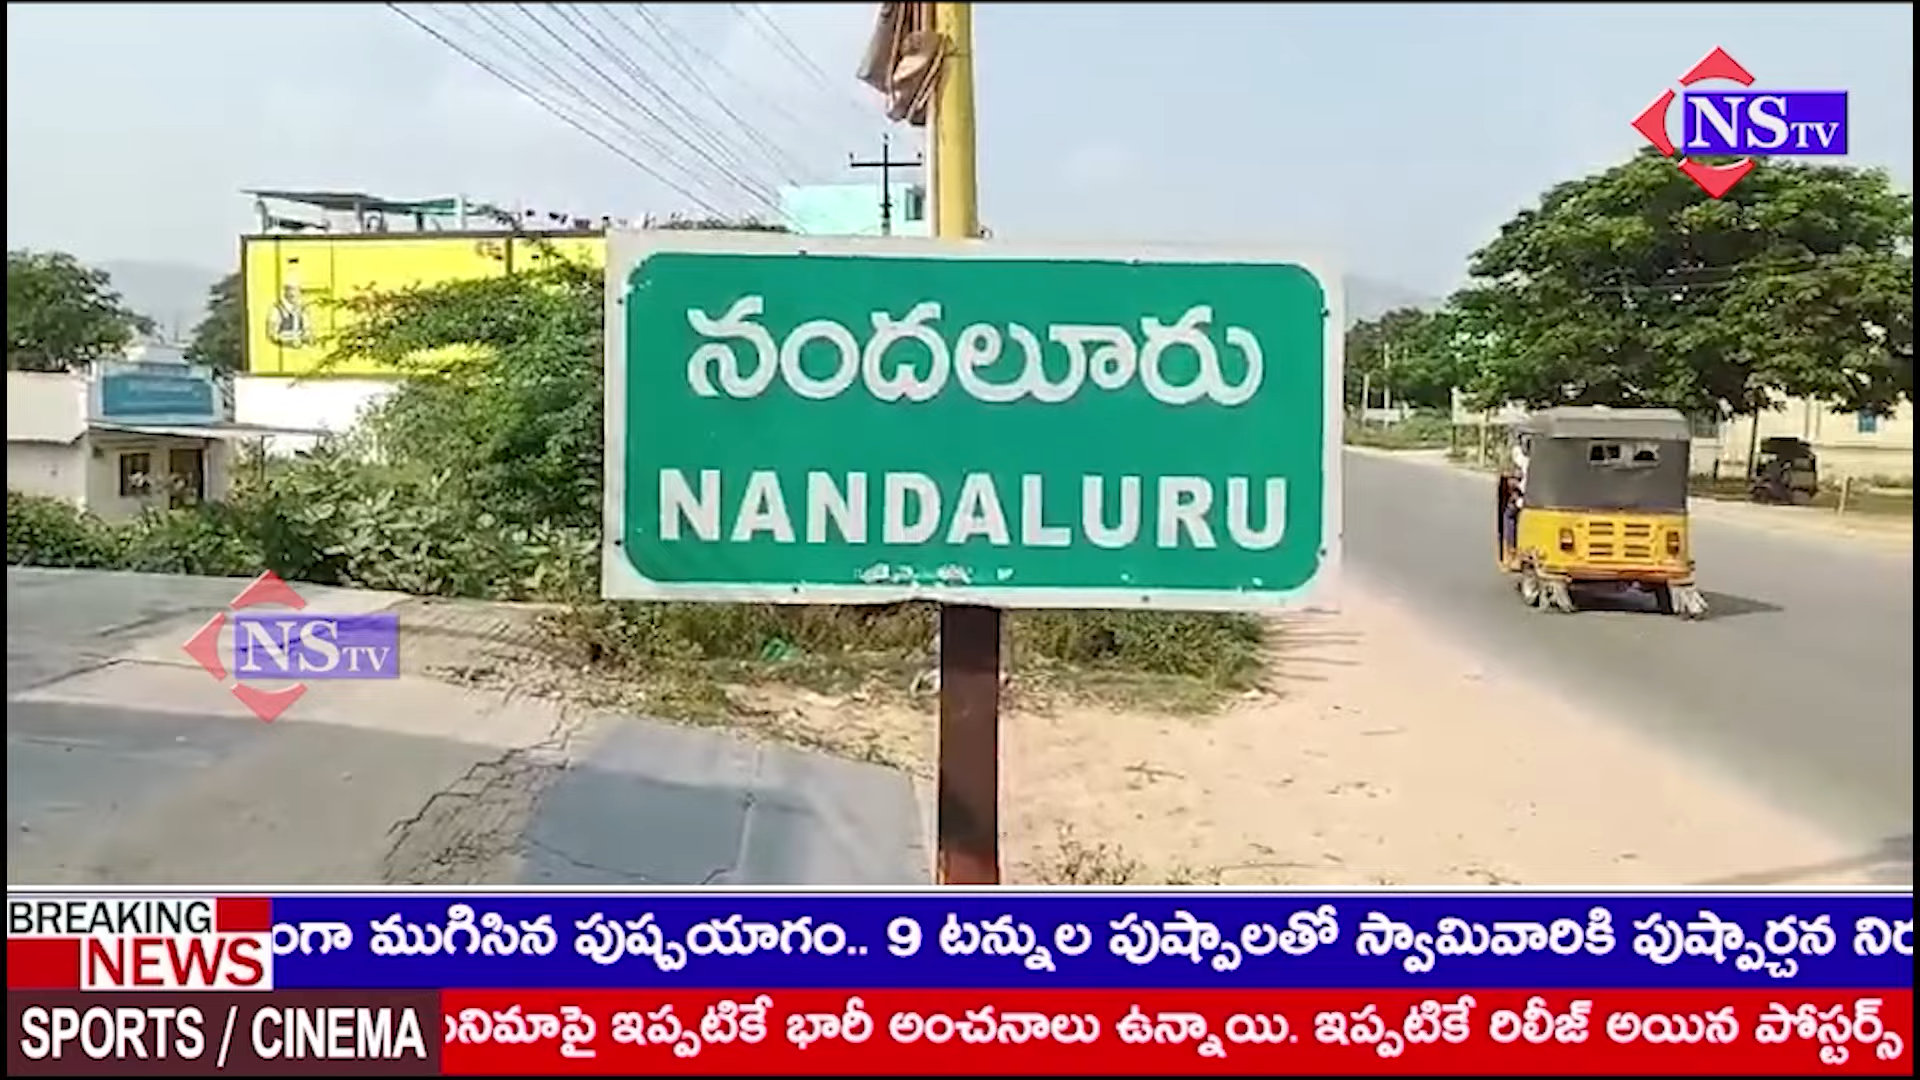 NSTV
నందలూరు
NANDALURU
NSTV
BREAKING
NEWS
ంగా ముగిసిన పుష్పయాగం.. 9 టన్నుల పుష్పాలతో స్వామివారికి పుష్పార్చన
SPORTS / CINEMA
ఇప్పటికే భారీ అంచనాలు ఉన్నాయి. ఇప్పటికే రిలీజ్ అయిన పోస్టర్స్